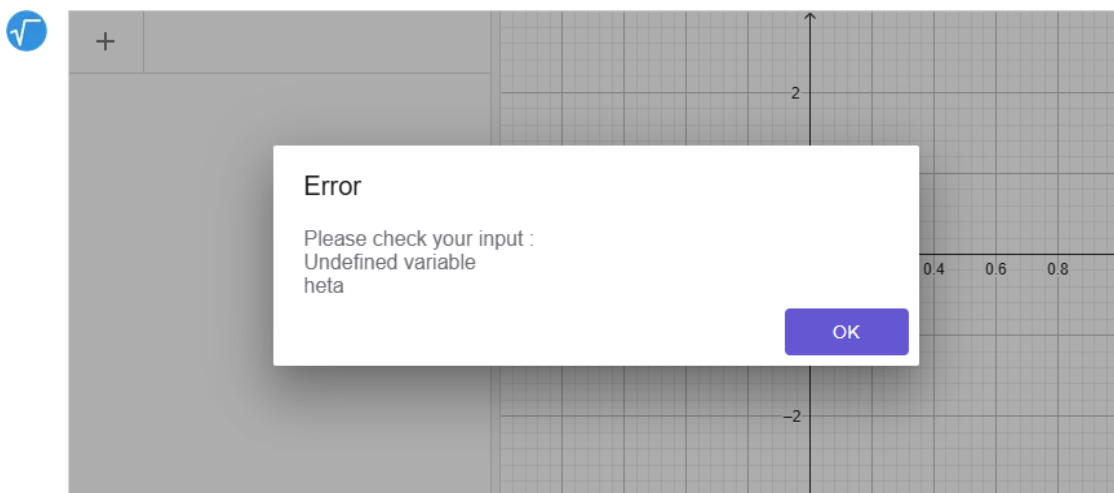 +
2
Error
Please check your input :
Undefined variable
heta
0.4 0.6 0.8
OK
–2